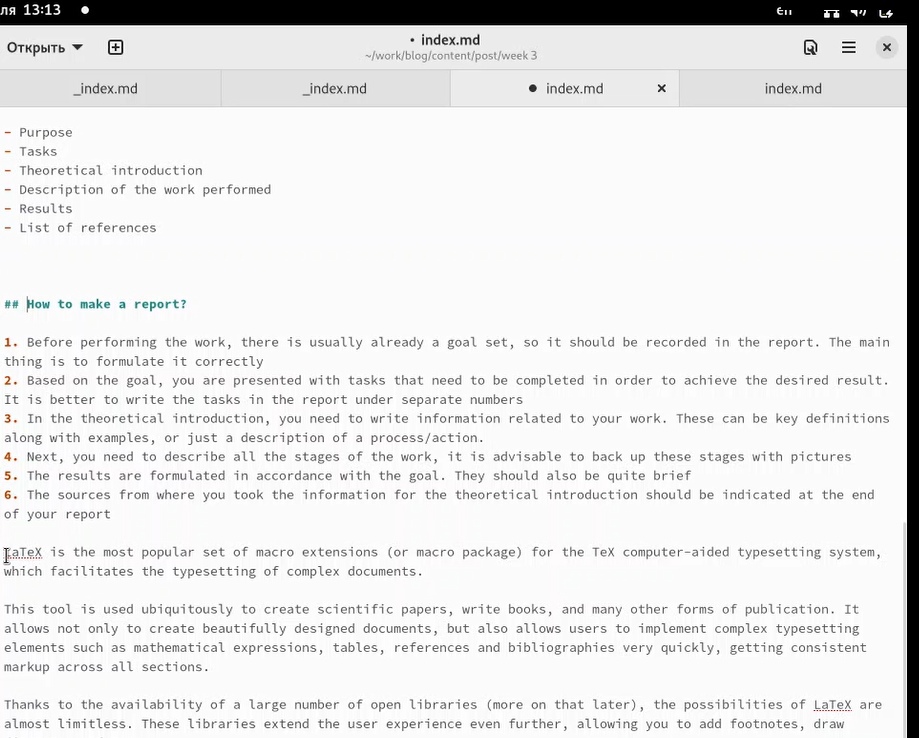 ля 13:13
en
Открыть
index.md
~/work/blog/content/post/week 3
_index.md
_index.md
index.md
index.md
- Purpose
- Tasks
- Theoretical introduction
- Description of the work performed
- Results
- List of references
## How to make a report?
1. Before performing the work, there is usually already a goal set, so it should be recorded in the report. The main
thing is to formulate it correctly
2. Based on the goal, you are presented with tasks that need to be completed in order to achieve the desired result.
It is better to write the tasks in the report under separate numbers
3. In the theoretical introduction, you need to write information related to your work. These can be key definitions
along with examples, or just a description of a process/action.
4. Next, you need to describe all the stages of the work, it is advisable to back up these stages with pictures
5. The results are formulated in accordance with the goal. They should also be quite brief
6. The sources from where you took the information for the theoretical introduction should be indicated at the end
of your report
LaTeX is the most popular set of macro extensions (or macro package) for the TeX computer-aided typesetting system,
which facilitates the typesetting of complex documents.
This tool is used ubiquitously to create scientific papers, write books, and many other forms of publication. It
allows not only to create beautifully designed documents, but also allows users to implement complex typesetting
elements such as mathematical expressions, tables, references and bibliographies very quickly, getting consistent
markup across all sections.
Thanks to the availability of a large number of open libraries (more on that later), the possibilities of LaTeX are
almost limitless. These libraries extend the user experience even further, allowing you to add footnotes, draw